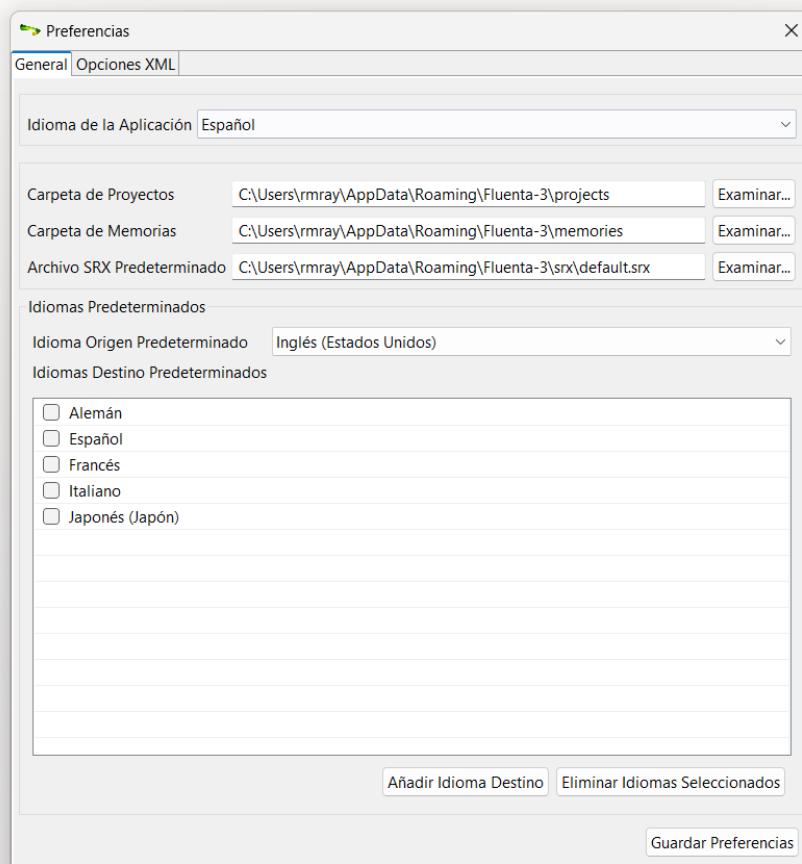 Preferencias
General Opciones XML
Idioma de la Aplicación Español
Carpeta de Proyectos C:\Users\rmray\AppData\Roaming\Fluenta-3\projects Examinar...
Carpeta de Memorias C:\Users\rmray\AppData\Roaming\Fluenta-3\memories Examinar...
Archivo SRX Predeterminado C:\Users\rmray\AppData\Roaming\Fluenta-3\srx\default.srx Examinar...
Idiomas Predeterminados
Idioma Origen Predeterminado Inglés (Estados Unidos)
Idiomas Destino Predeterminados
Alemán
Español
Francés
Italiano
Japonés (Japón)
Añadir Idioma Destino Eliminar Idiomas Seleccionados
Guardar Preferencias